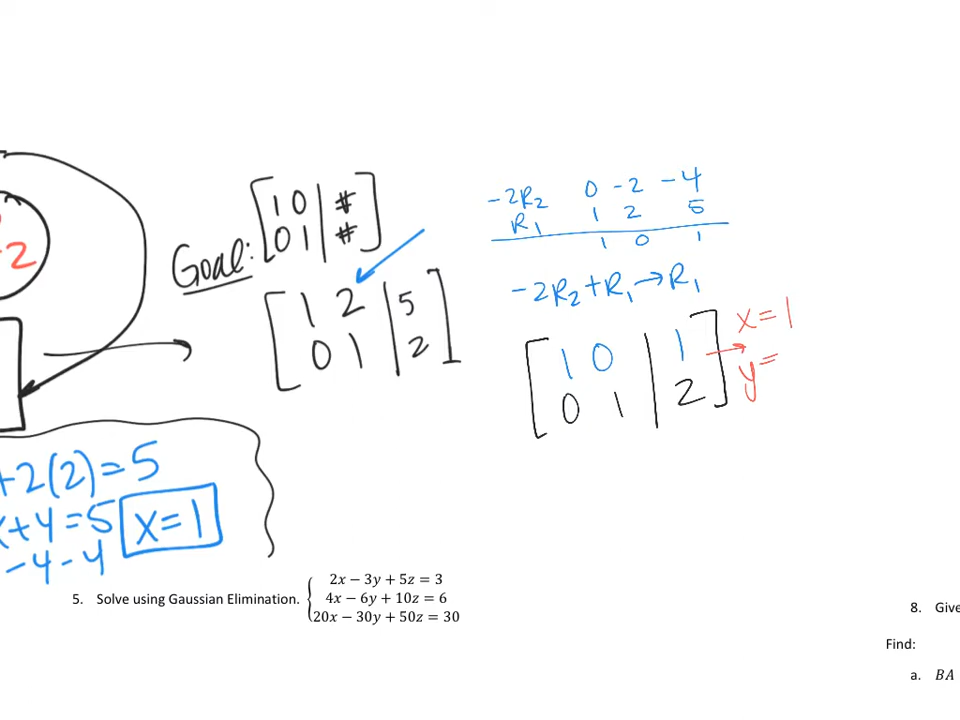 2
Goal: [1 0 | #
0 1 | #]
[1 2 | 5
0 1 | 2]
-2R₂ 0 -2 -4
R₁ 1 2 5
1 0 1
-2R₂ + R₁ → R₁
[1 0 | 1
0 1 | 2]
x = 1
y =
+2(2) = 5
x + 4 = 5
-4 -4
x = 1
5. Solve using Gaussian Elimination.
2x − 3y + 5z = 3
4x − 6y + 10z = 6
20x − 30y + 50z = 30
8. Give
Find:
a. BA